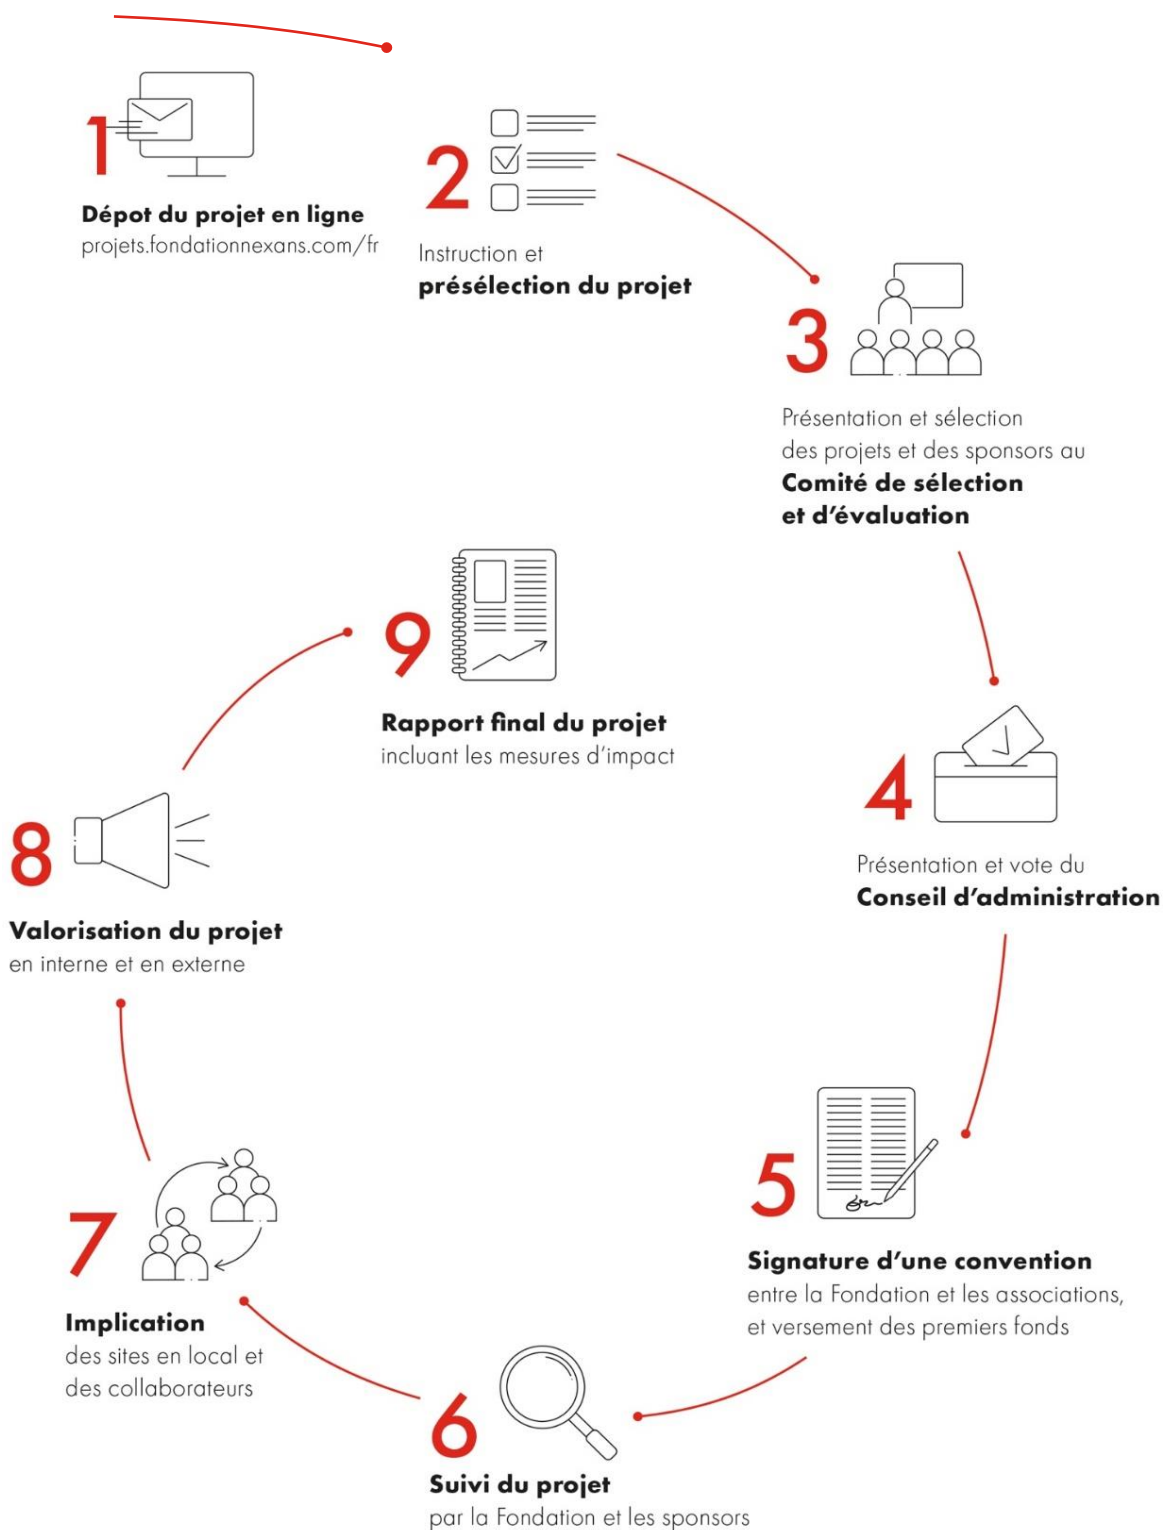 1
Dépot du projet en ligne
projets.fondationnexans.com/fr
2
Instruction et
présélection du projet
3
Présentation et sélection
des projets et des sponsors au
Comité de sélection
et d’évaluation
4
Présentation et vote du
Conseil d’administration
5
Signature d’une convention
entre la Fondation et les associations,
et versement des premiers fonds
6
Suivi du projet
par la Fondation et les sponsors
7
Implication
des sites en local et
des collaborateurs
8
Valorisation du projet
en interne et en externe
9
Rapport final du projet
incluant les mesures d’impact